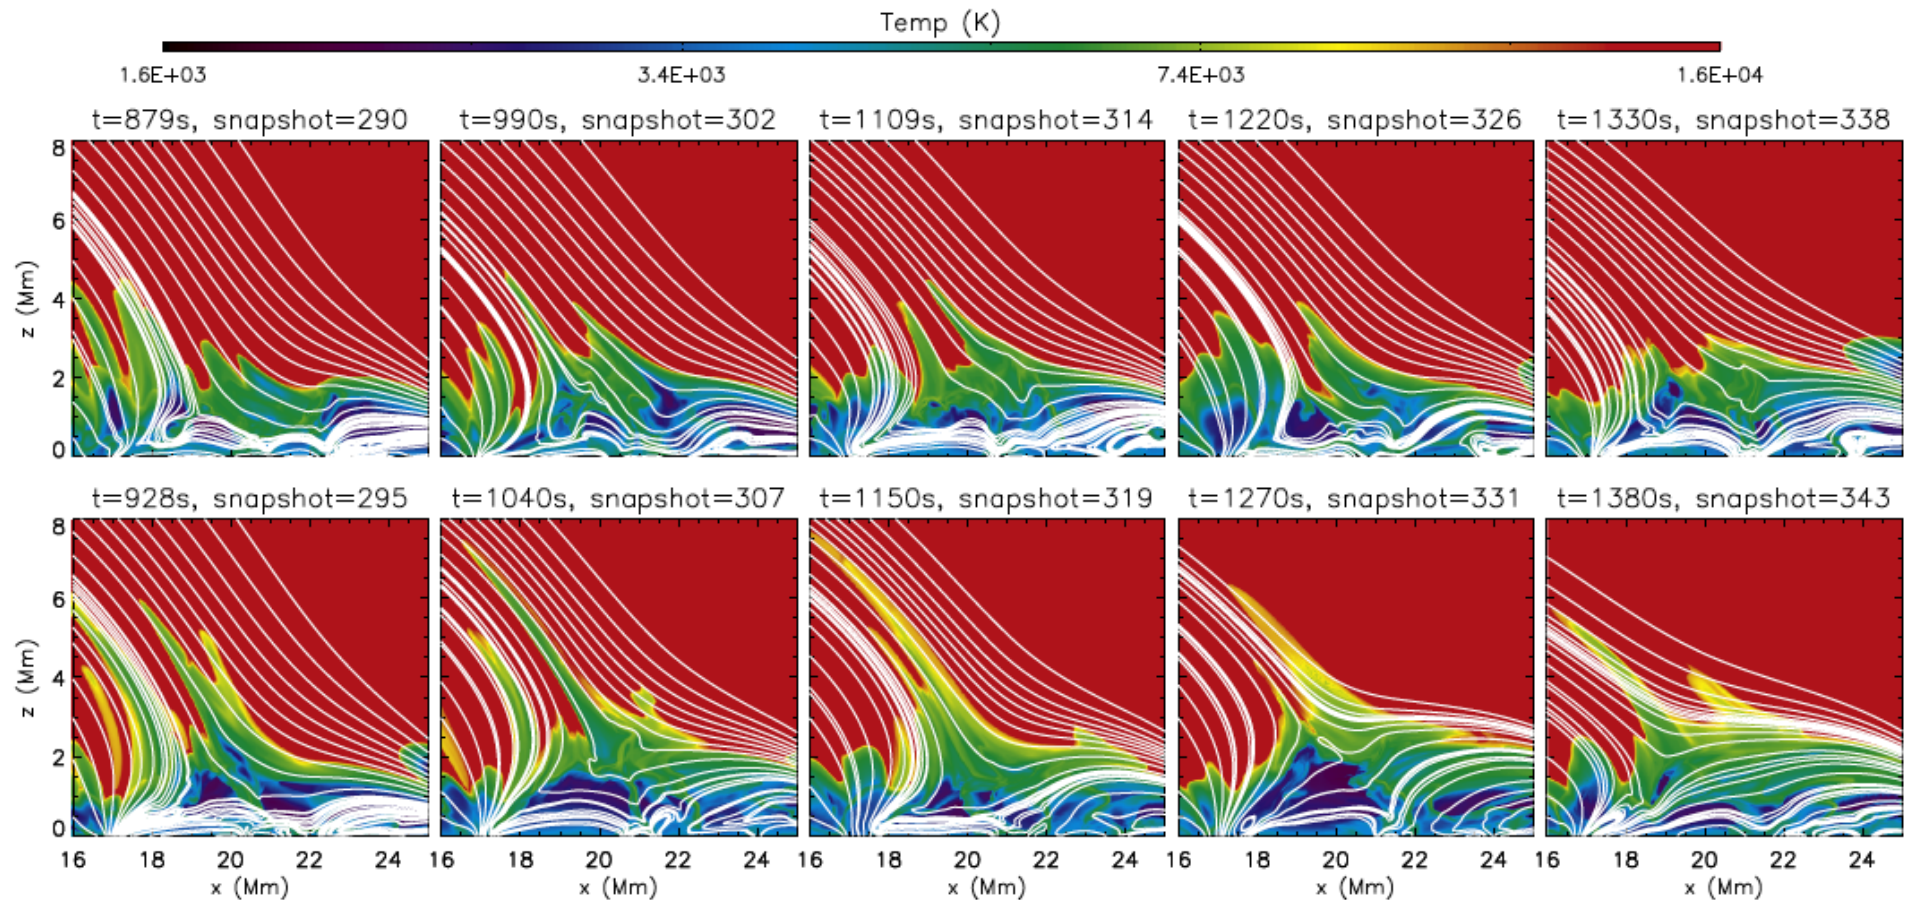 Temp (K)
1.6E+03 3.4E+03 7.4E+03 1.6E+04
t=879s, snapshot=290 t=990s, snapshot=302 t=1109s, snapshot=314 t=1220s, snapshot=326 t=1330s, snapshot=338
8
6
4
2
0
z (Mm)
t=928s, snapshot=295 t=1040s, snapshot=307 t=1150s, snapshot=319 t=1270s, snapshot=331 t=1380s, snapshot=343
8
6
4
2
0
z (Mm)
16 18 20 22 24 16 18 20 22 24 16 18 20 22 24 16 18 20 22 24 16 18 20 22 24
x (Mm) x (Mm) x (Mm) x (Mm) x (Mm)